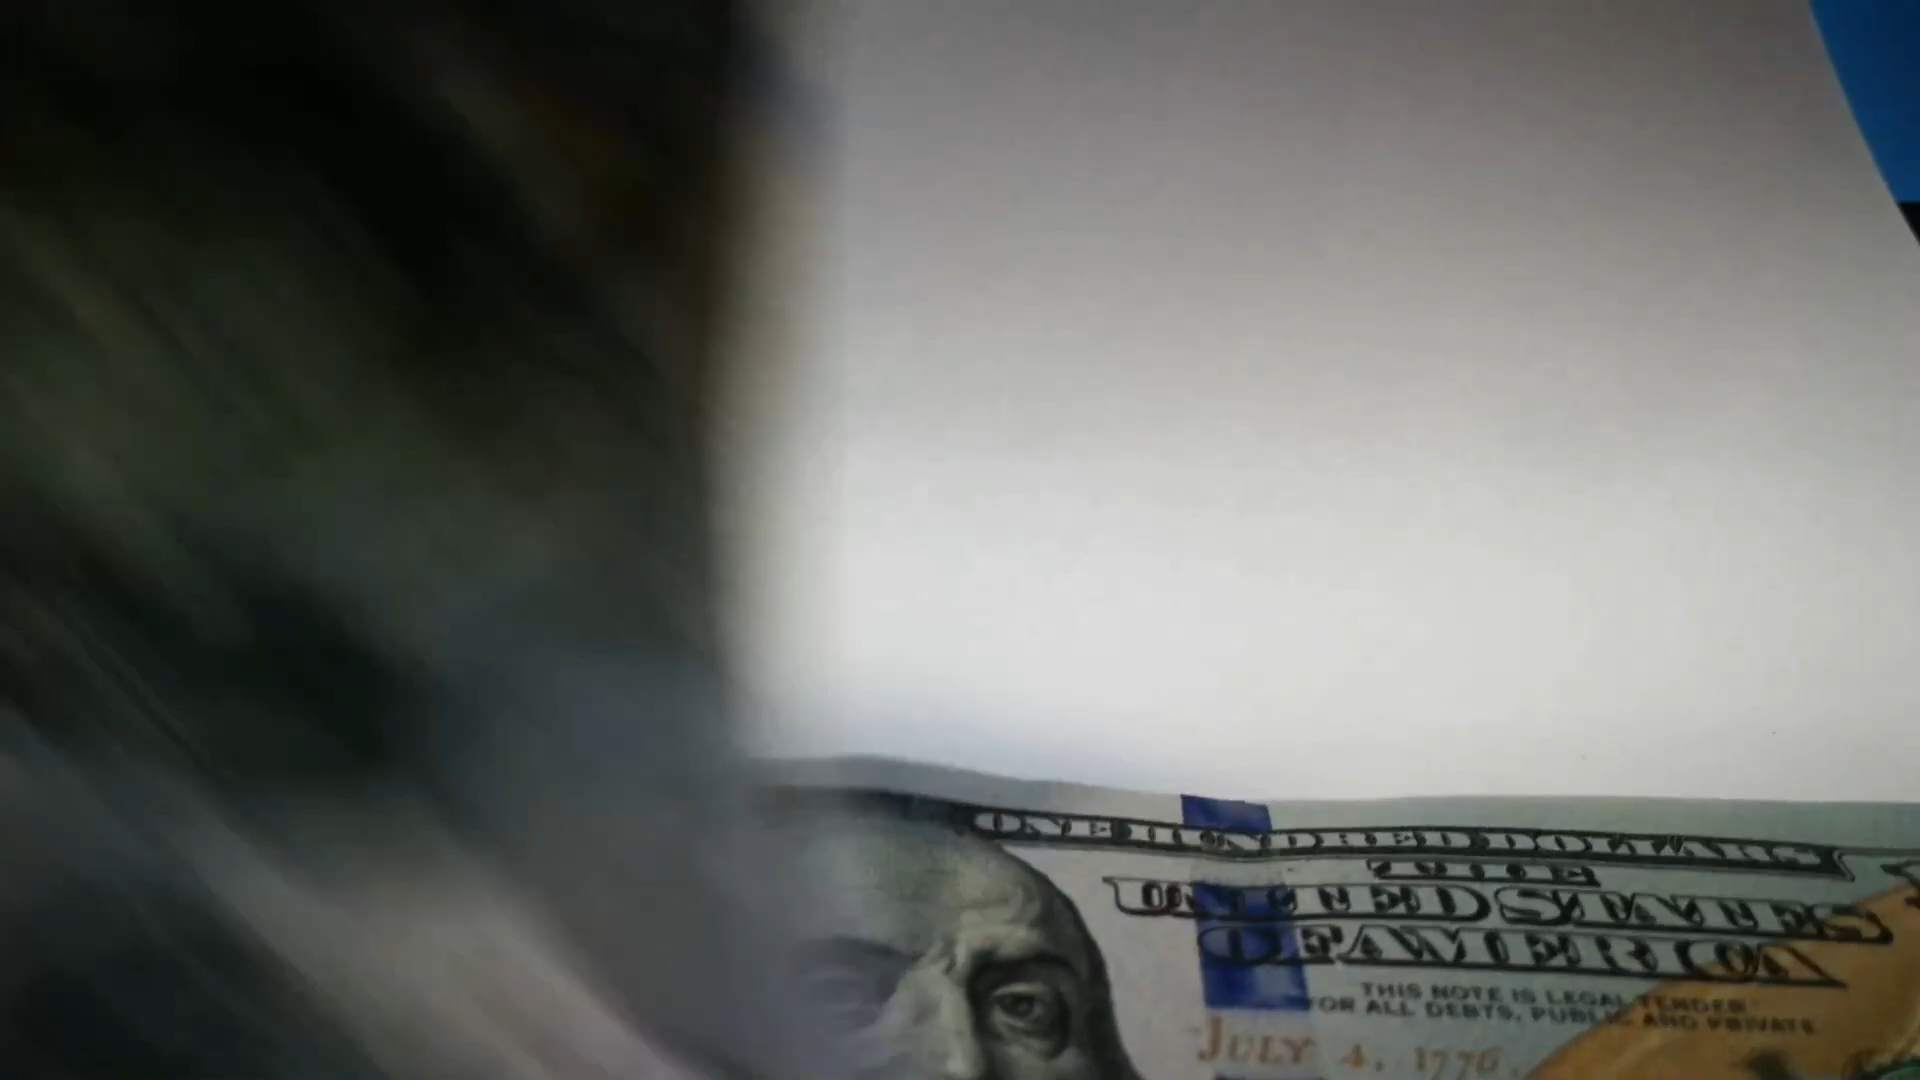 ONE HUNDRED DOLLARS
THE
UNITED STATES
OF AMERICA
THIS NOTE IS LEGAL TENDER
FOR ALL DEBTS, PUBLIC AND PRIVATE
JULY 4, 1776.